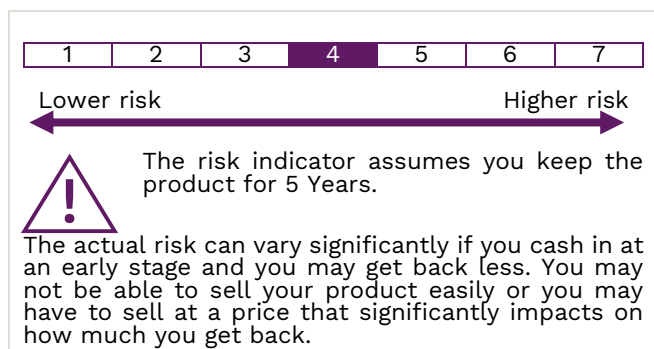 1 2 3 4 5 6 7
Lower risk Higher risk
!
The risk indicator assumes you keep the
product for 5 Years.
The actual risk can vary significantly if you cash in at
an early stage and you may get back less. You may
not be able to sell your product easily or you may
have to sell at a price that significantly impacts on
how much you get back.